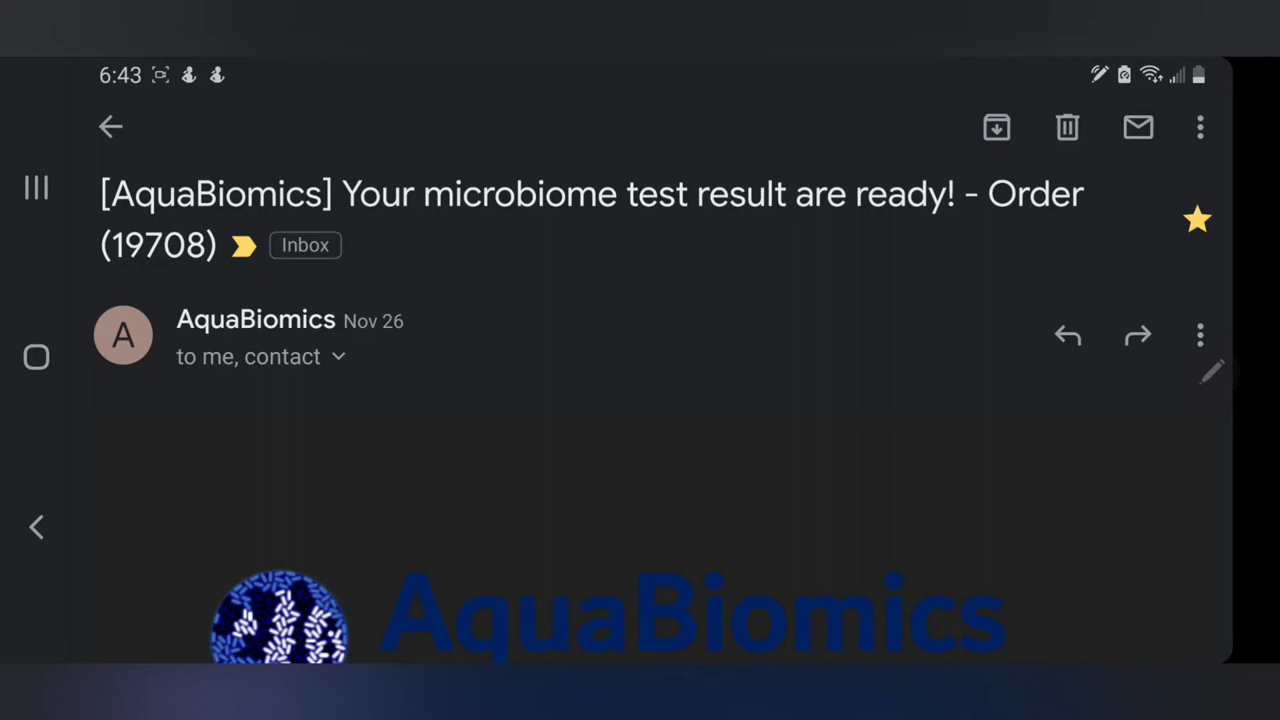 6:43
[AquaBiomics] Your microbiome test result are ready! - Order
(19708) Inbox
A
AquaBiomics Nov 26
to me, contact
AquaBiomics